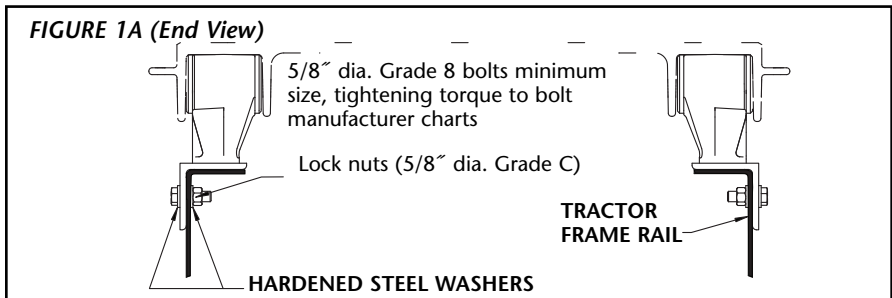 FIGURE 1A (End View)
5/8˝ dia. Grade 8 bolts minimum
size, tightening torque to bolt
manufacturer charts
Lock nuts (5/8˝ dia. Grade C)
TRACTOR
FRAME RAIL
HARDENED STEEL WASHERS